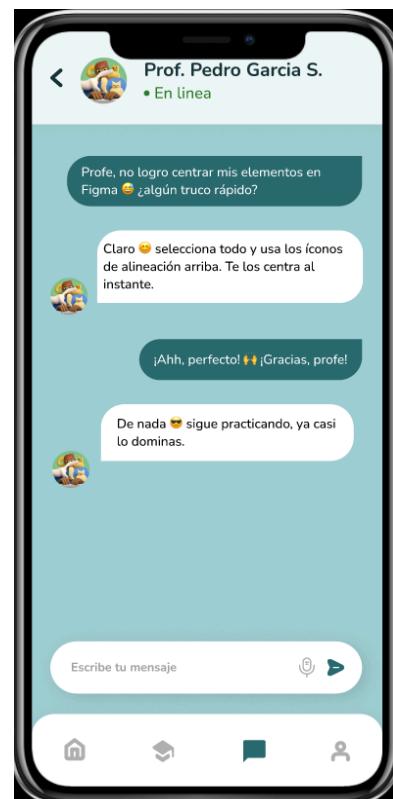 Prof. Pedro Garcia S.
• En linea
Profe, no logro centrar mis elementos en
Figma 😅 ¿algún truco rápido?
Claro 😊 selecciona todo y usa los íconos
de alineación arriba. Te los centra al
instante.
¡Ahh, perfecto! 🙌 ¡Gracias, profe!
De nada 😎 sigue practicando, ya casi
lo dominas.
Escribe tu mensaje